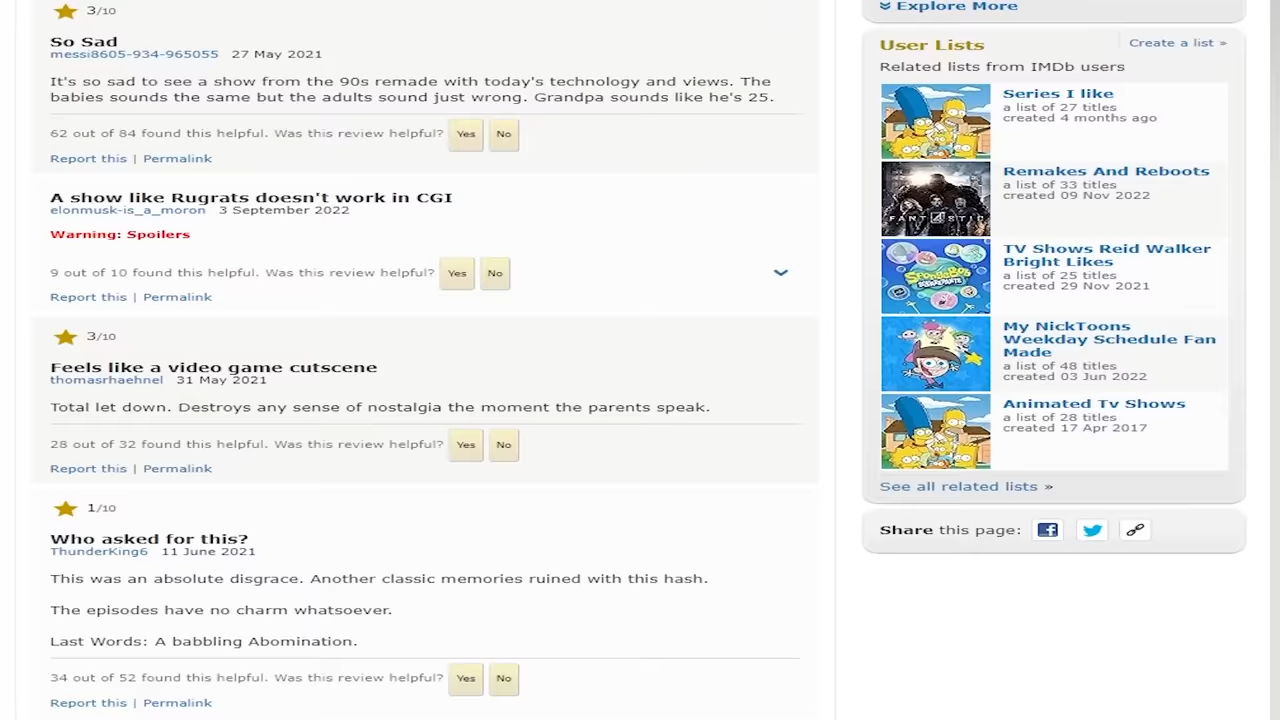 3/10
So Sad
messi8605-934-965055 27 May 2021
It's so sad to see a show from the 90s remade with today's technology and views. The
babies sounds the same but the adults sound just wrong. Grandpa sounds like he's 25.
62 out of 84 found this helpful. Was this review helpful? Yes No
Report this | Permalink
A show like Rugrats doesn't work in CGI
elonmusk-is_a_moron 3 September 2022
Warning: Spoilers
9 out of 10 found this helpful. Was this review helpful? Yes No
Report this | Permalink
3/10
Feels like a video game cutscene
thomasrhaehnel 31 May 2021
Total let down. Destroys any sense of nostalgia the moment the parents speak.
28 out of 32 found this helpful. Was this review helpful? Yes No
Report this | Permalink
1/10
Who asked for this?
ThunderKing6 11 June 2021
This was an absolute disgrace. Another classic memories ruined with this hash.
The episodes have no charm whatsoever.
Last Words: A babbling Abomination.
34 out of 52 found this helpful. Was this review helpful? Yes No
Report this | Permalink
Explore More
User Lists
Create a list »
Related lists from IMDb users
Series I like
a list of 27 titles
created 4 months ago
FANT4STIC
Remakes And Reboots
a list of 33 titles
created 09 Nov 2022
SpongeBob
SQUAREPANTS
TV Shows Reid Walker
Bright Likes
a list of 25 titles
created 29 Nov 2021
My NickToons
Weekday Schedule Fan
Made
a list of 48 titles
created 03 Jun 2022
Animated Tv Shows
a list of 28 titles
created 17 Apr 2017
See all related lists »
Share this page: